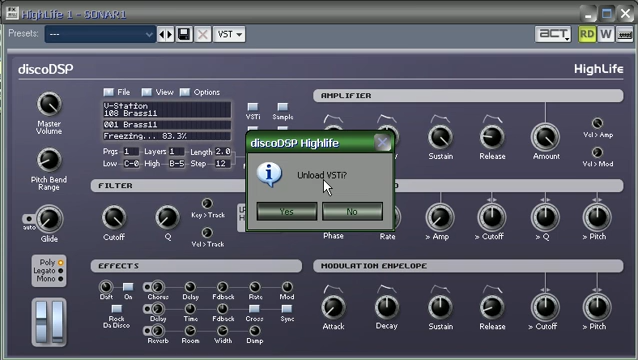 HighLife 1 - SONAR1
Presets: ---
VST
ACT
RD W
discoDSP
HighLife
File View Options
V-Station
108 Brass11
001 Brass11
Freezing... 83.3%
Prgs 1 Layers 1 Length 2.0
Low C-0 High B-5 Step 12
VSTi Sampls
Master
Volume
Pitch Bend
Range
auto
Glide
Poly
Legato
Mono
AMPLIFIER
Sustain Release Amount
Vel > Amp
Vel > Mod
discoDSP Highlife
Unload VSTi?
Yes No
FILTER
Cutoff Q
Key > Track
Vel > Track
Phase Rate > Amp > Cutoff > Q > Pitch
EFFECTS
Daft On Chorus Delay Fdback Rate Mod
Rock
Da Disco
Delay Time Fdback Cross Sync
Reverb Room Width Damp
MODULATION ENVELOPE
Attack Decay Sustain Release > Cutoff > Pitch